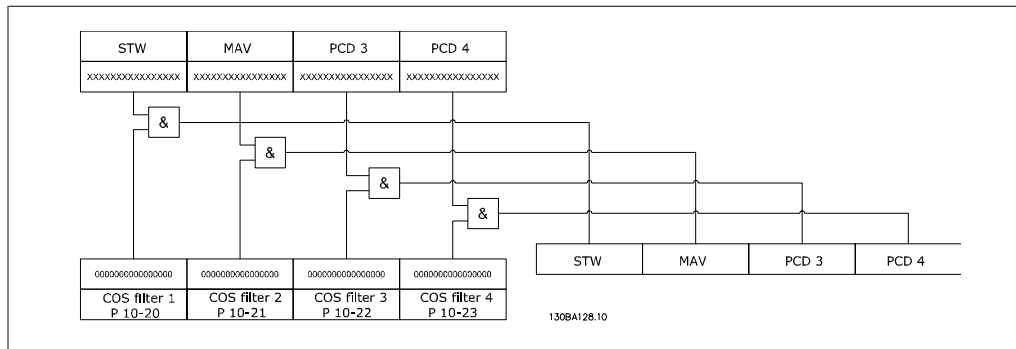 STW MAV PCD 3 PCD 4
XXXXXXXXXXXXXXXX XXXXXXXXXXXXXXXX XXXXXXXXXXXXXXXX XXXXXXXXXXXXXXXX
&
&
&
&
STW MAV PCD 3 PCD 4
0000000000000000 0000000000000000 0000000000000000 0000000000000000
COS filter 1 COS filter 2 COS filter 3 COS filter 4
P 10-20 P 10-21 P 10-22 P 10-23
130BA128.10